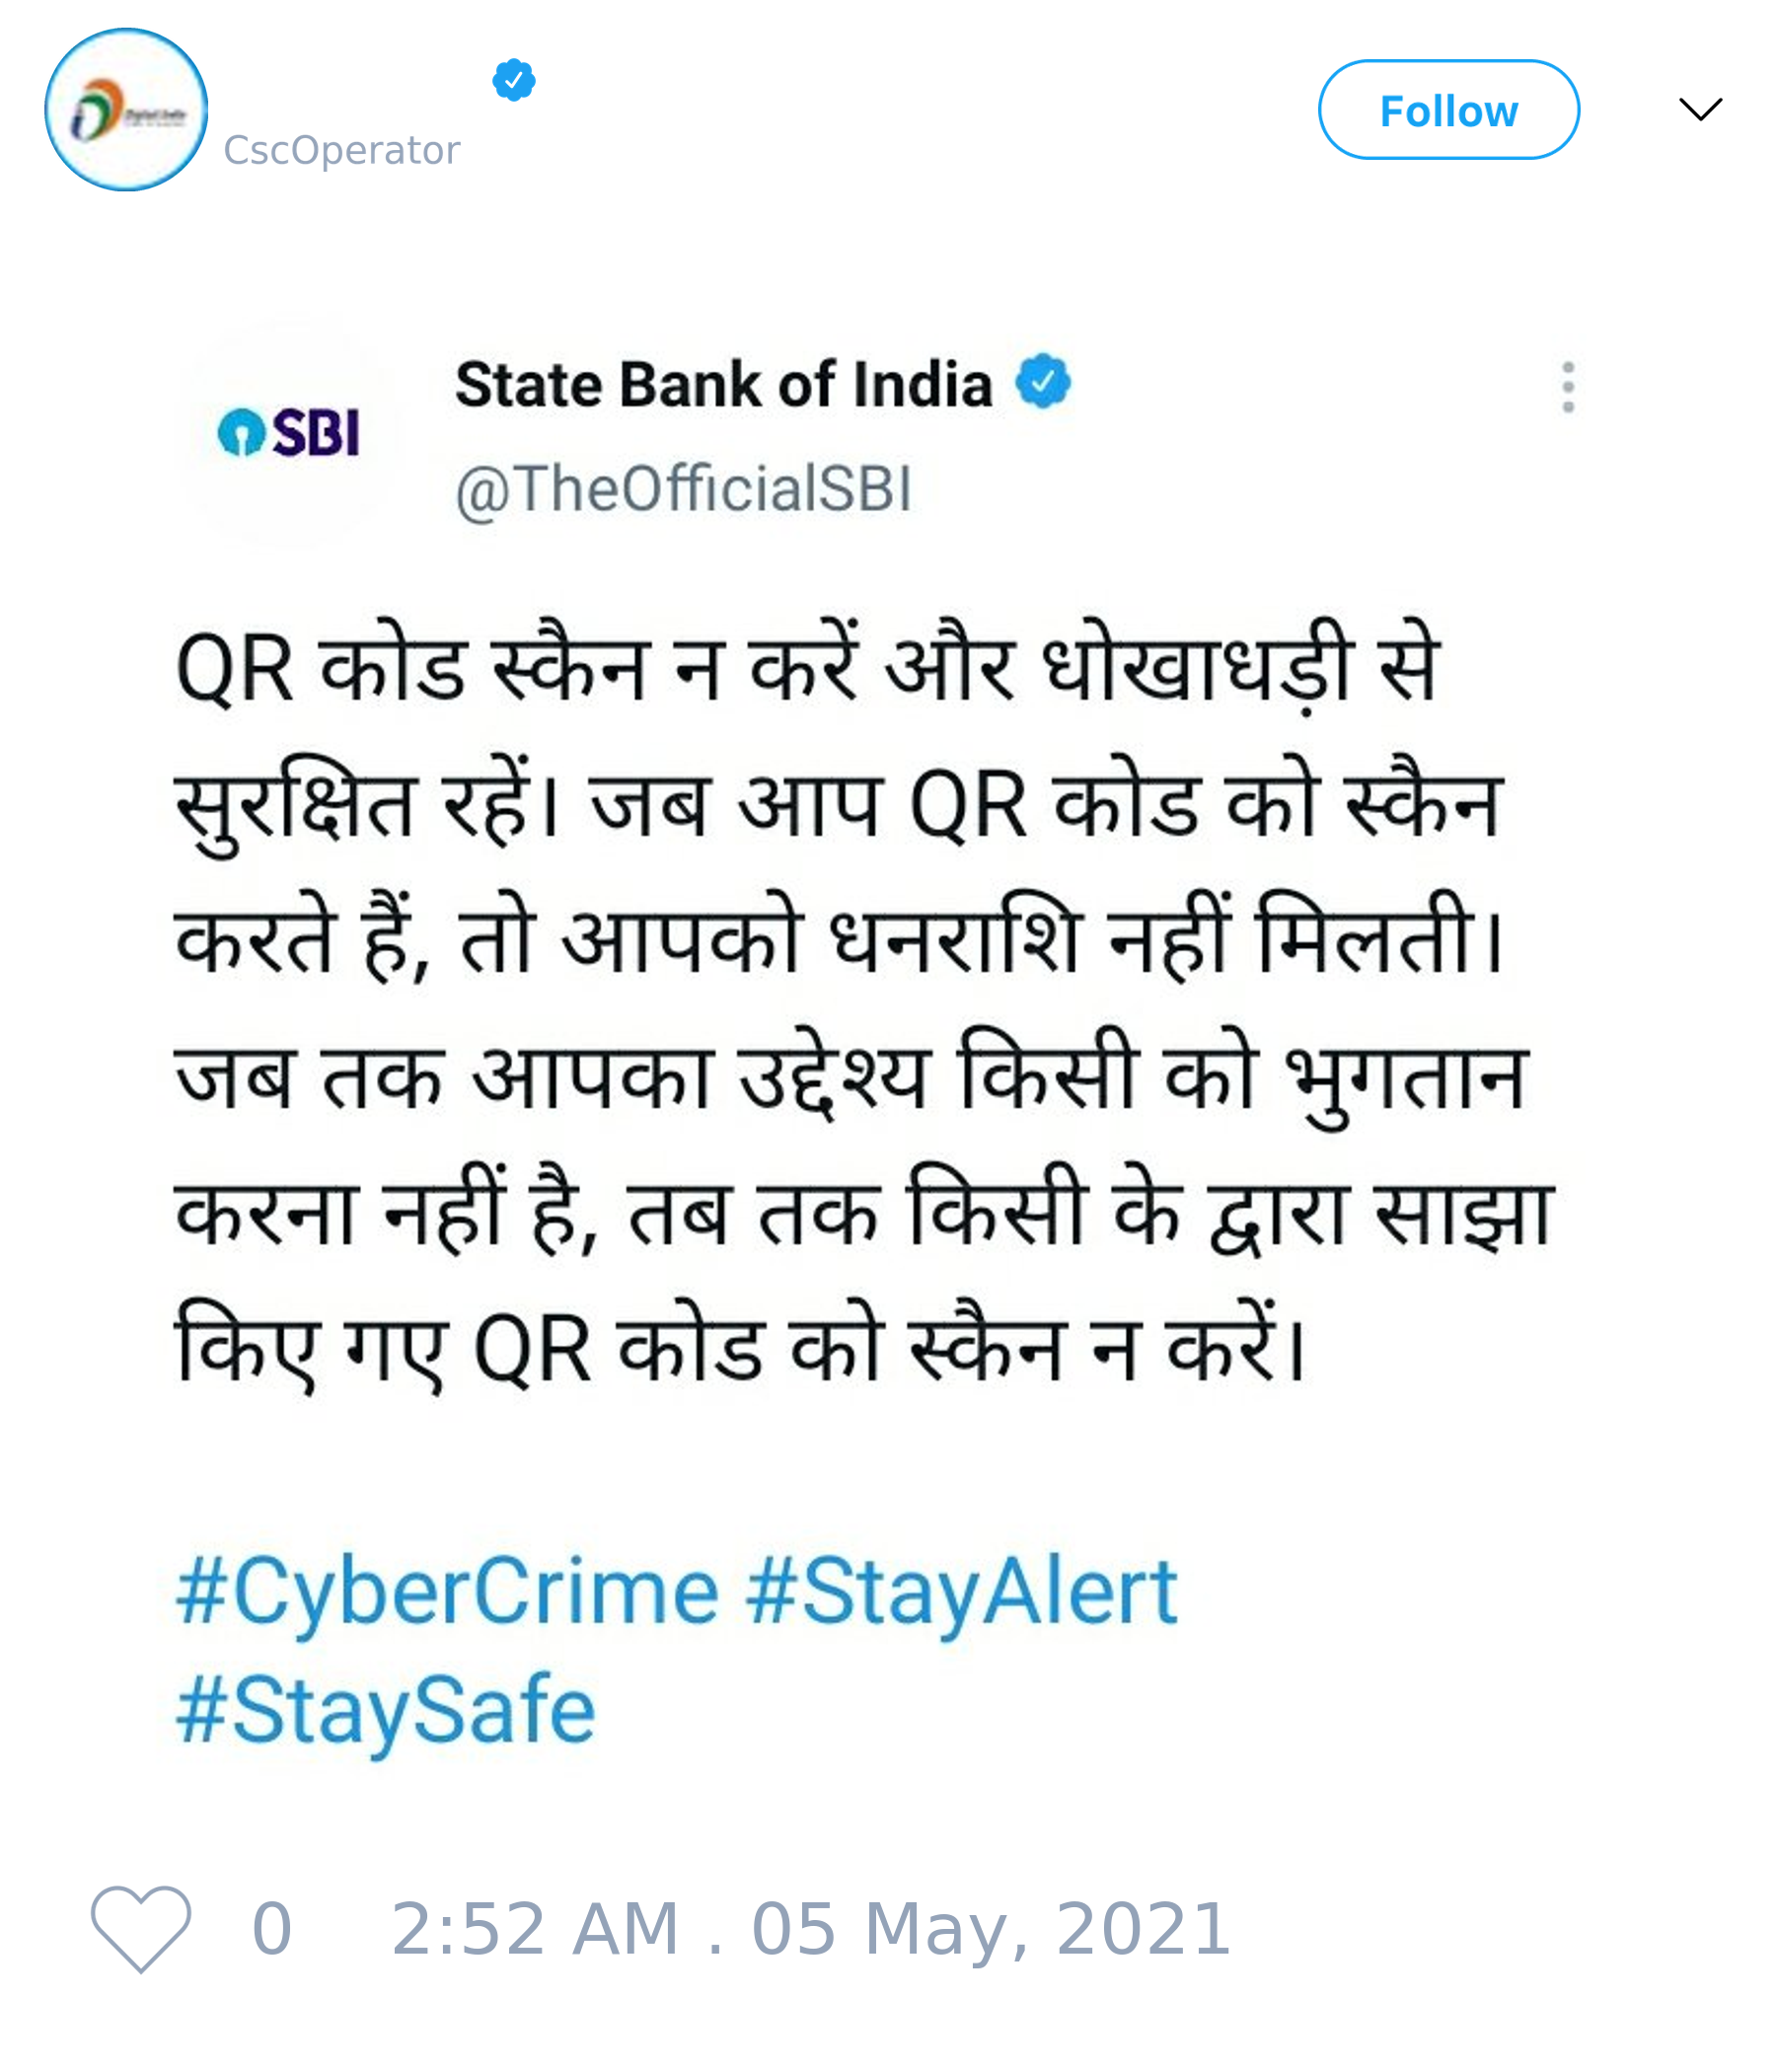 CscOperator
Follow
SBI
State Bank of India
@TheOfficialSBI
QR कोड स्कैन न करें और धोखाधड़ी से
सुरक्षित रहें। जब आप QR कोड को स्कैन
करते हैं, तो आपको धनराशि नहीं मिलती।
जब तक आपका उद्देश्य किसी को भुगतान
करना नहीं है, तब तक किसी के द्वारा साझा
किए गए QR कोड को स्कैन न करें।
#CyberCrime #StayAlert
#StaySafe
0 2:52 AM . 05 May, 2021